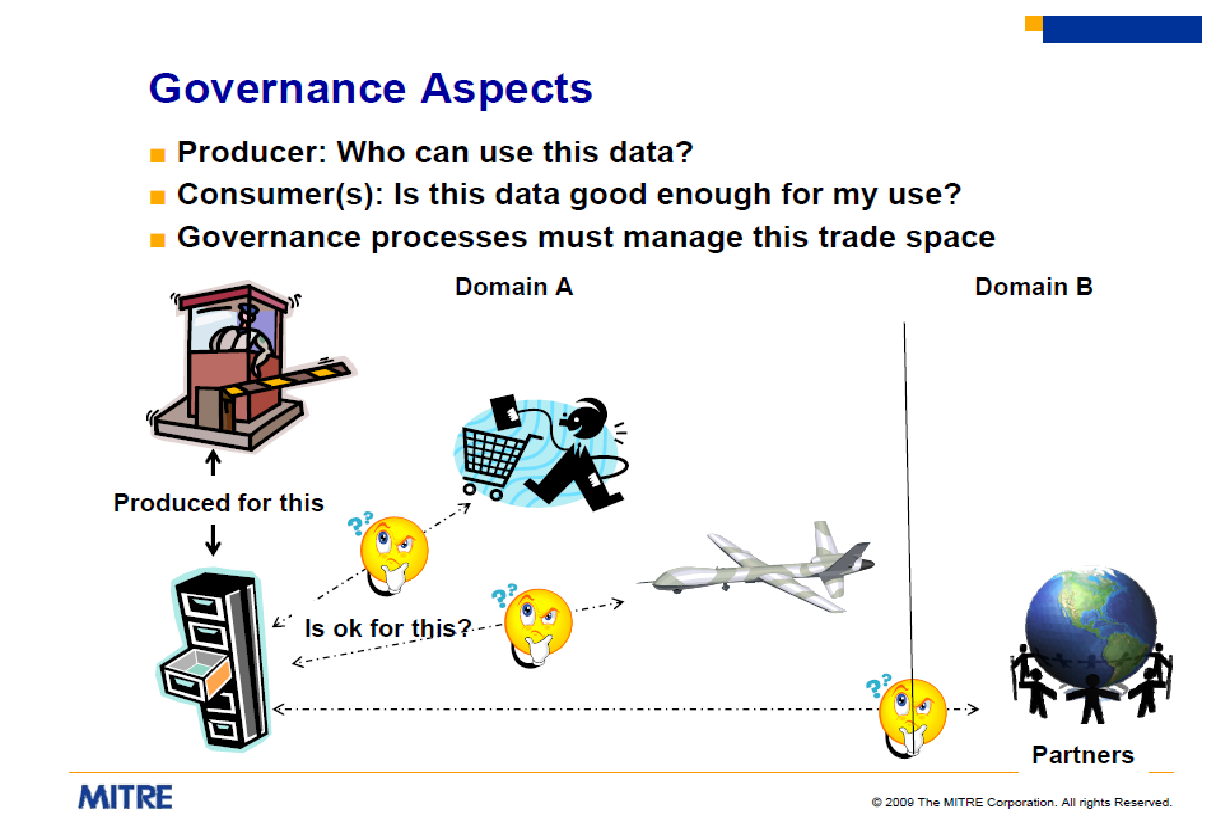 Governance Aspects
Producer: Who can use this data?
Consumer(s): Is this data good enough for my use?
Governance processes must manage this trade space
Domain A
Domain B
Produced for this
??
??
Is ok for this?
??
Partners
MITRE
© 2009 The MITRE Corporation. All rights Reserved.